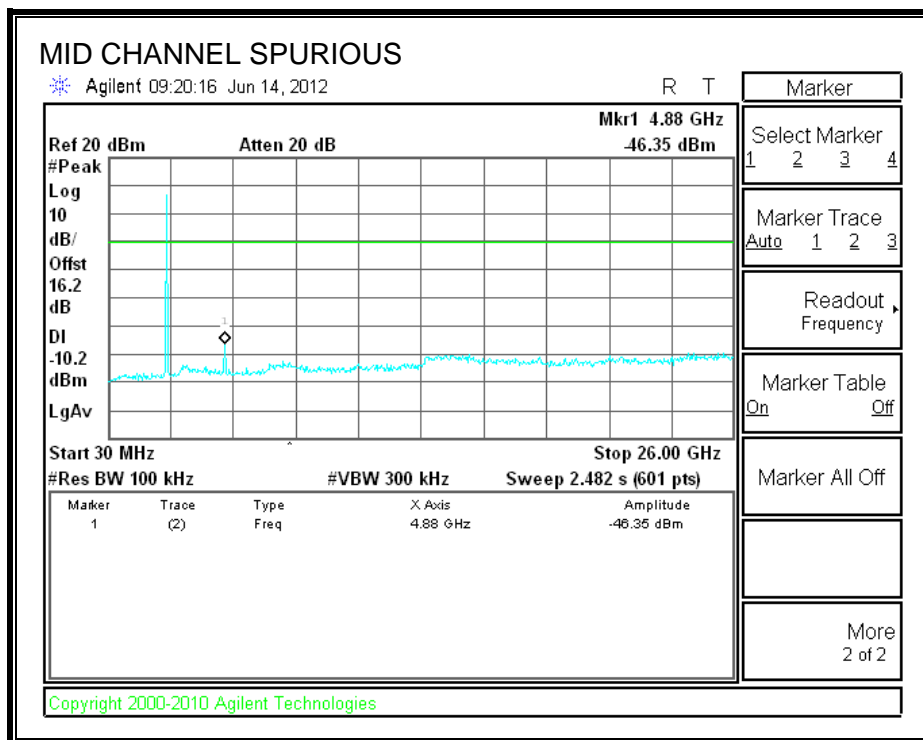 MID CHANNEL SPURIOUS
Agilent 09:20:16 Jun 14, 2012 R T
Mkr1 4.88 GHz
Ref 20 dBm Atten 20 dB -46.35 dBm
#Peak
Log
10
dB/
Offst
16.2
dB
DI
-10.2
dBm
LgAv
1
Start 30 MHz Stop 26.00 GHz
#Res BW 100 kHz #VBW 300 kHz Sweep 2.482 s (601 pts)
Marker Trace Type X Axis Amplitude
1 (2) Freq 4.88 GHz -46.35 dBm
Marker
Select Marker
1 2 3 4
Marker Trace
Auto 1 2 3
Readout
Frequency
Marker Table
On Off
Marker All Off
More
2 of 2
Copyright 2000-2010 Agilent Technologies